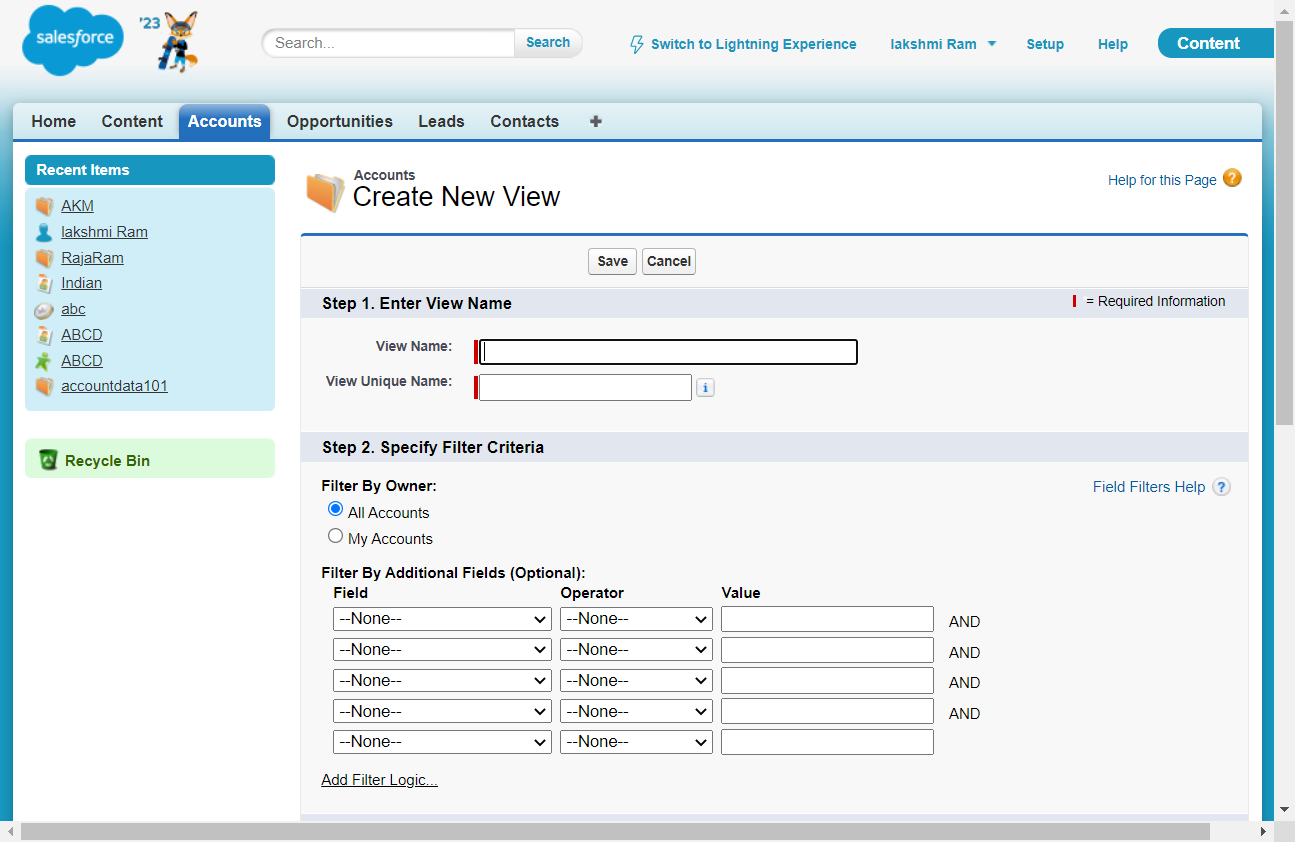 salesforce
'23
Search...
Search
Switch to Lightning Experience
lakshmi Ram
Setup
Help
Content
Home
Content
Accounts
Opportunities
Leads
Contacts
Recent Items
AKM
lakshmi Ram
RajaRam
Indian
abc
ABCD
ABCD
accountdata101
Recycle Bin
Accounts
Create New View
Help for this Page
Save
Cancel
Step 1. Enter View Name
= Required Information
View Name:
View Unique Name:
Step 2. Specify Filter Criteria
Filter By Owner:
Field Filters Help
All Accounts
My Accounts
Filter By Additional Fields (Optional):
Field Operator Value
--None-- --None-- AND
--None-- --None-- AND
--None-- --None-- AND
--None-- --None-- AND
--None-- --None--
Add Filter Logic...